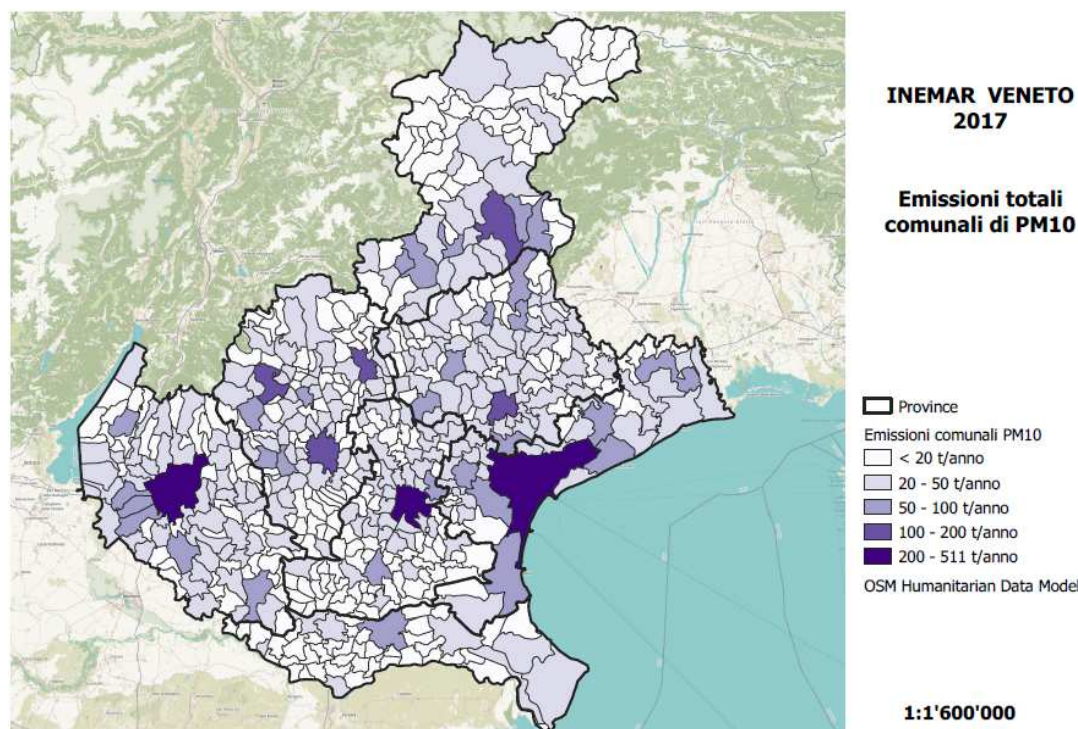 INEMAR VENETO
2017
Emissioni totali
comunali di PM10
Province
Emissioni comunali PM10
< 20 t/anno
20 - 50 t/anno
50 - 100 t/anno
100 - 200 t/anno
200 - 511 t/anno
OSM Humanitarian Data Model
1:1'600'000